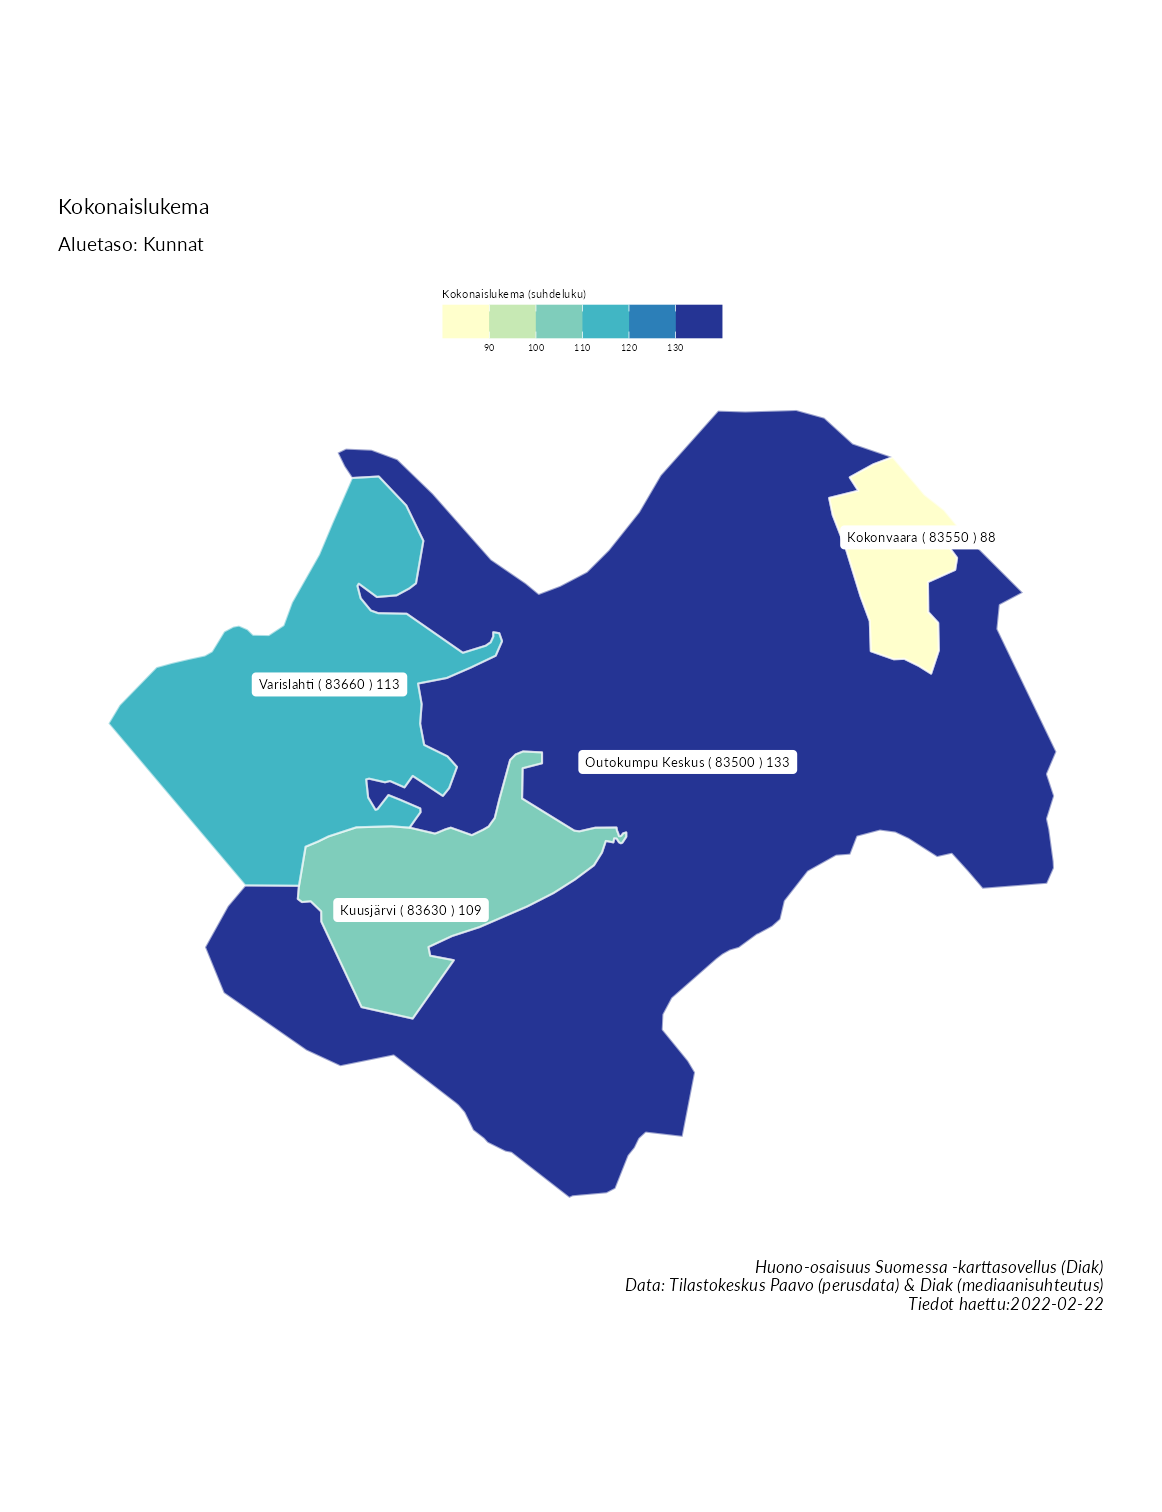 Kokonaislukema
Aluetaso: Kunnat
Kokonaislukema (suhdeluku)
90 100 110 120 130
Kokonvaara ( 83550 ) 88
Varislahti ( 83660 ) 113
Outokumpu Keskus ( 83500 ) 133
Kuusjärvi ( 83630 ) 109
Huono-osaisuus Suomessa -karttasovellus (Diak)
Data: Tilastokeskus Paavo (perusdata) & Diak (mediaanisuhteutus)
Tiedot haettu:2022-02-22